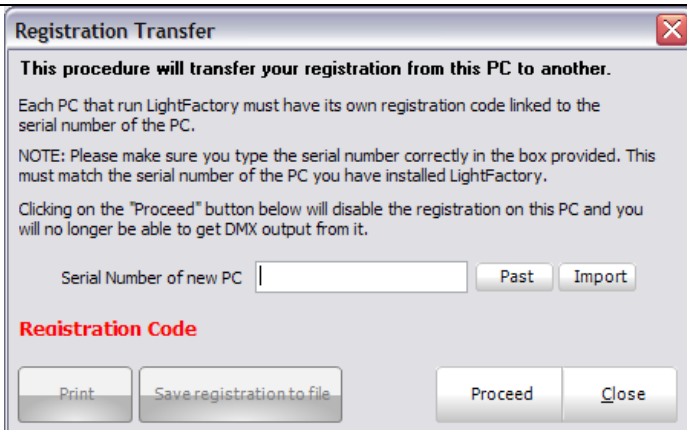 Registration Transfer
This procedure will transfer your registration from this PC to another.
Each PC that run LightFactory must have its own registration code linked to the
serial number of the PC.
NOTE: Please make sure you type the serial number correctly in the box provided. This
must match the serial number of the PC you have installed LightFactory.
Clicking on the "Proceed" button below will disable the registration on this PC and you
will no longer be able to get DMX output from it.
Serial Number of new PC Past Import
Registration Code
Print Save registration to file Proceed Close